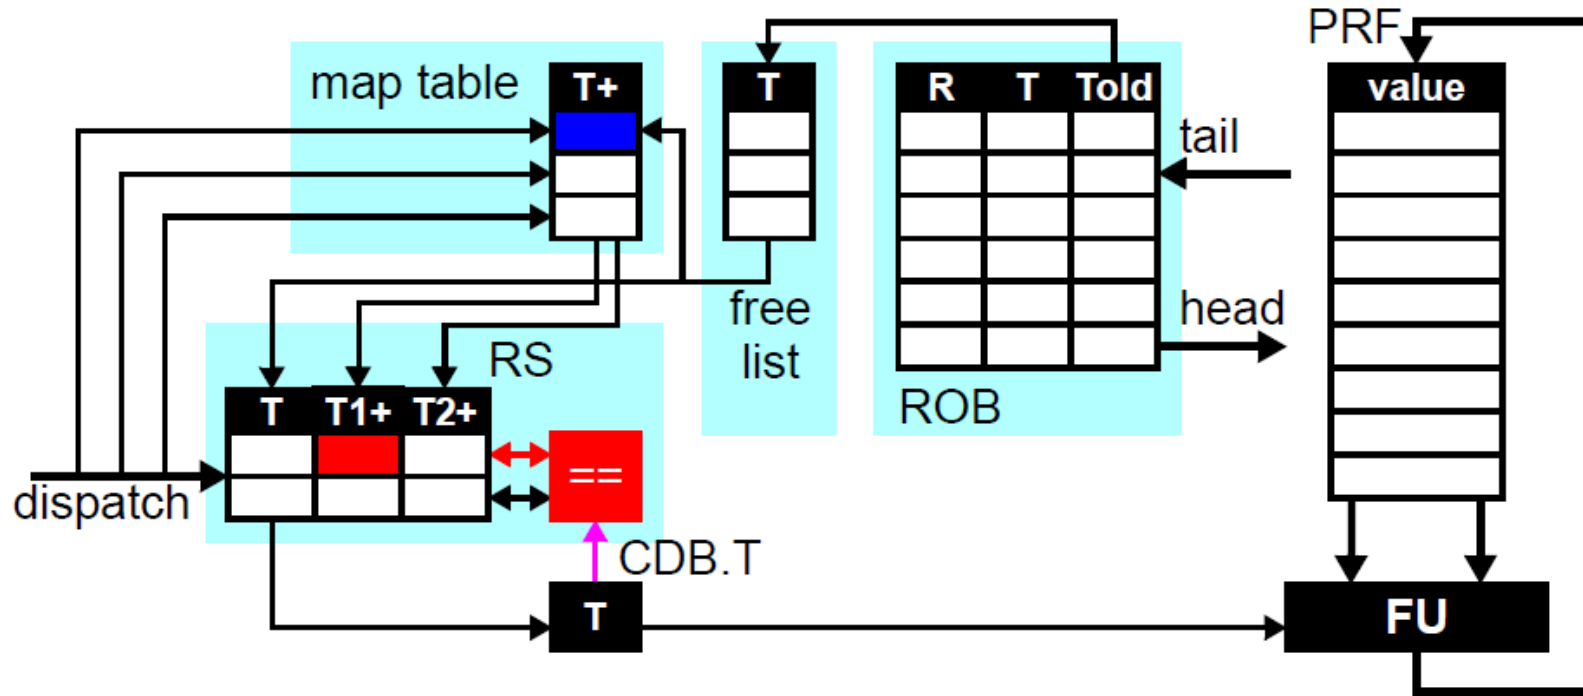 PRF
map table
T+
T
R T Told
value
tail
free
list
head
RS
ROB
T T1+ T2+
==
dispatch
CDB.T
T
FU